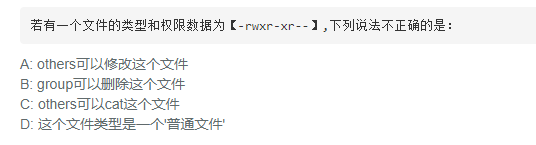 若有一个文件的类型和权限数据为【-rwxr-xr--】,下列说法不正确的是:
A: others可以修改这个文件
B: group可以删除这个文件
C: others可以cat这个文件
D: 这个文件类型是一个'普通文件'